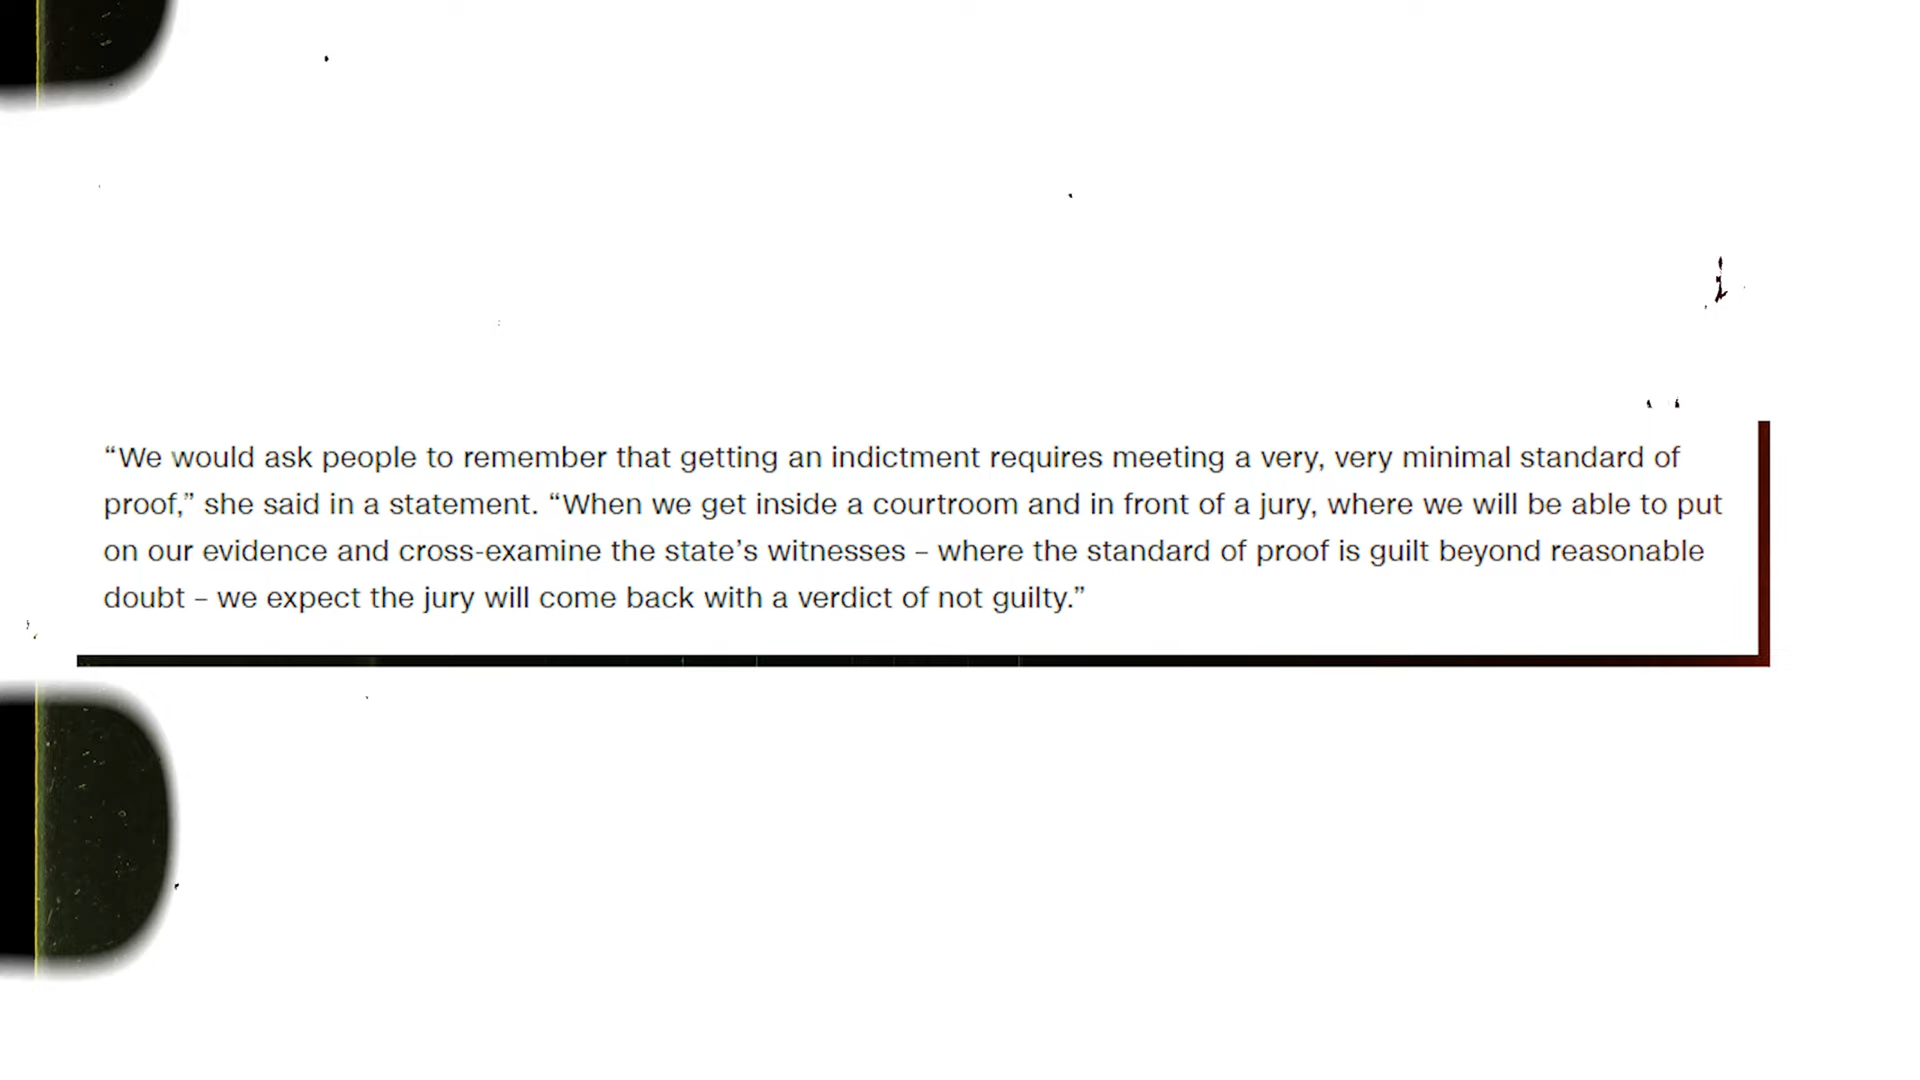 “We would ask people to remember that getting an indictment requires meeting a very, very minimal standard of
proof,” she said in a statement. “When we get inside a courtroom and in front of a jury, where we will be able to put
on our evidence and cross-examine the state’s witnesses – where the standard of proof is guilt beyond reasonable
doubt – we expect the jury will come back with a verdict of not guilty.”